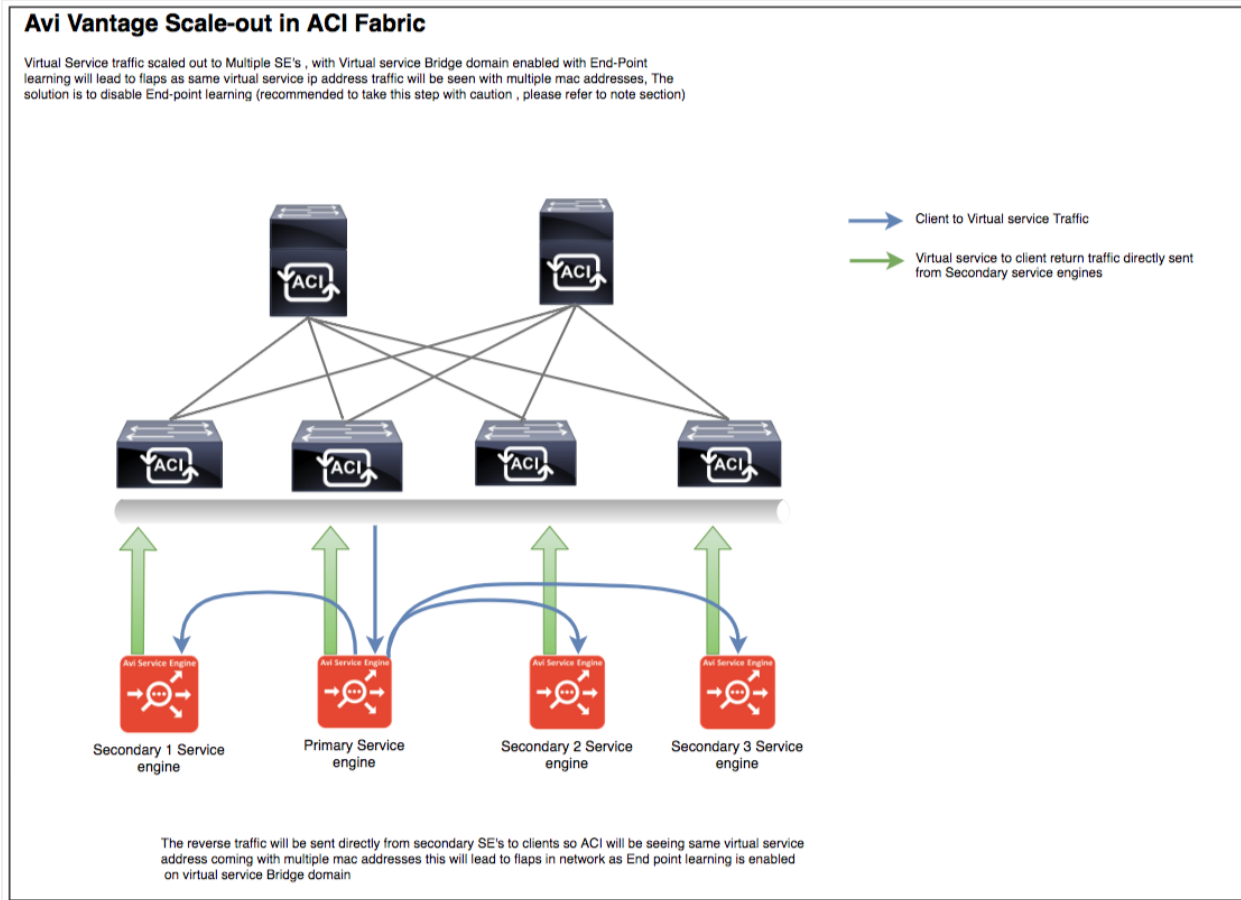 Avi Vantage Scale-out in ACI Fabric
Virtual Service traffic scaled out to Multiple SE's , with Virtual service Bridge domain enabled with End-Point
learning will lead to flaps as same virtual service ip address traffic will be seen with multiple mac addresses, The
solution is to disable End-point learning (recommended to take this step with caution , please refer to note section)
ACI
ACI
Client to Virtual service Traffic
Virtual service to client return traffic directly sent
from Secondary service engines
ACI
ACI
ACI
ACI
Avi Service Engine
Avi Service Engine
Avi Service Engine
Avi Service Engine
Secondary 1 Service
engine
Primary Service
engine
Secondary 2 Service
engine
Secondary 3 Service
engine
The reverse traffic will be sent directly from secondary SE's to clients so ACI will be seeing same virtual service
address coming with multiple mac addresses this will lead to flaps in network as End point learning is enabled
on virtual service Bridge domain